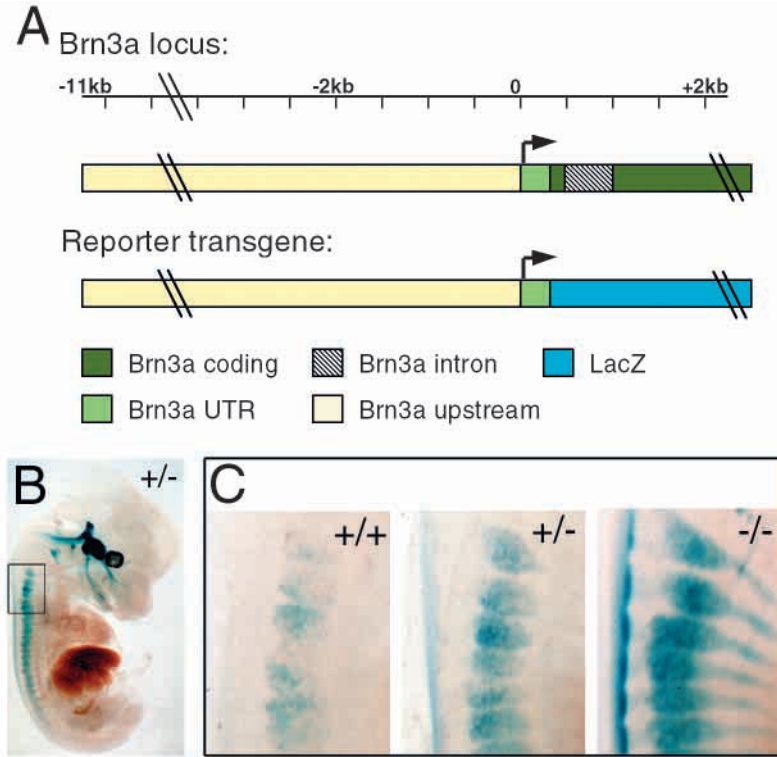 A
Brn3a locus:
-11kb -2kb 0 +2kb
Reporter transgene:
Brn3a coding Brn3a intron LacZ
Brn3a UTR Brn3a upstream
B +/-
C +/+ +/- -/-